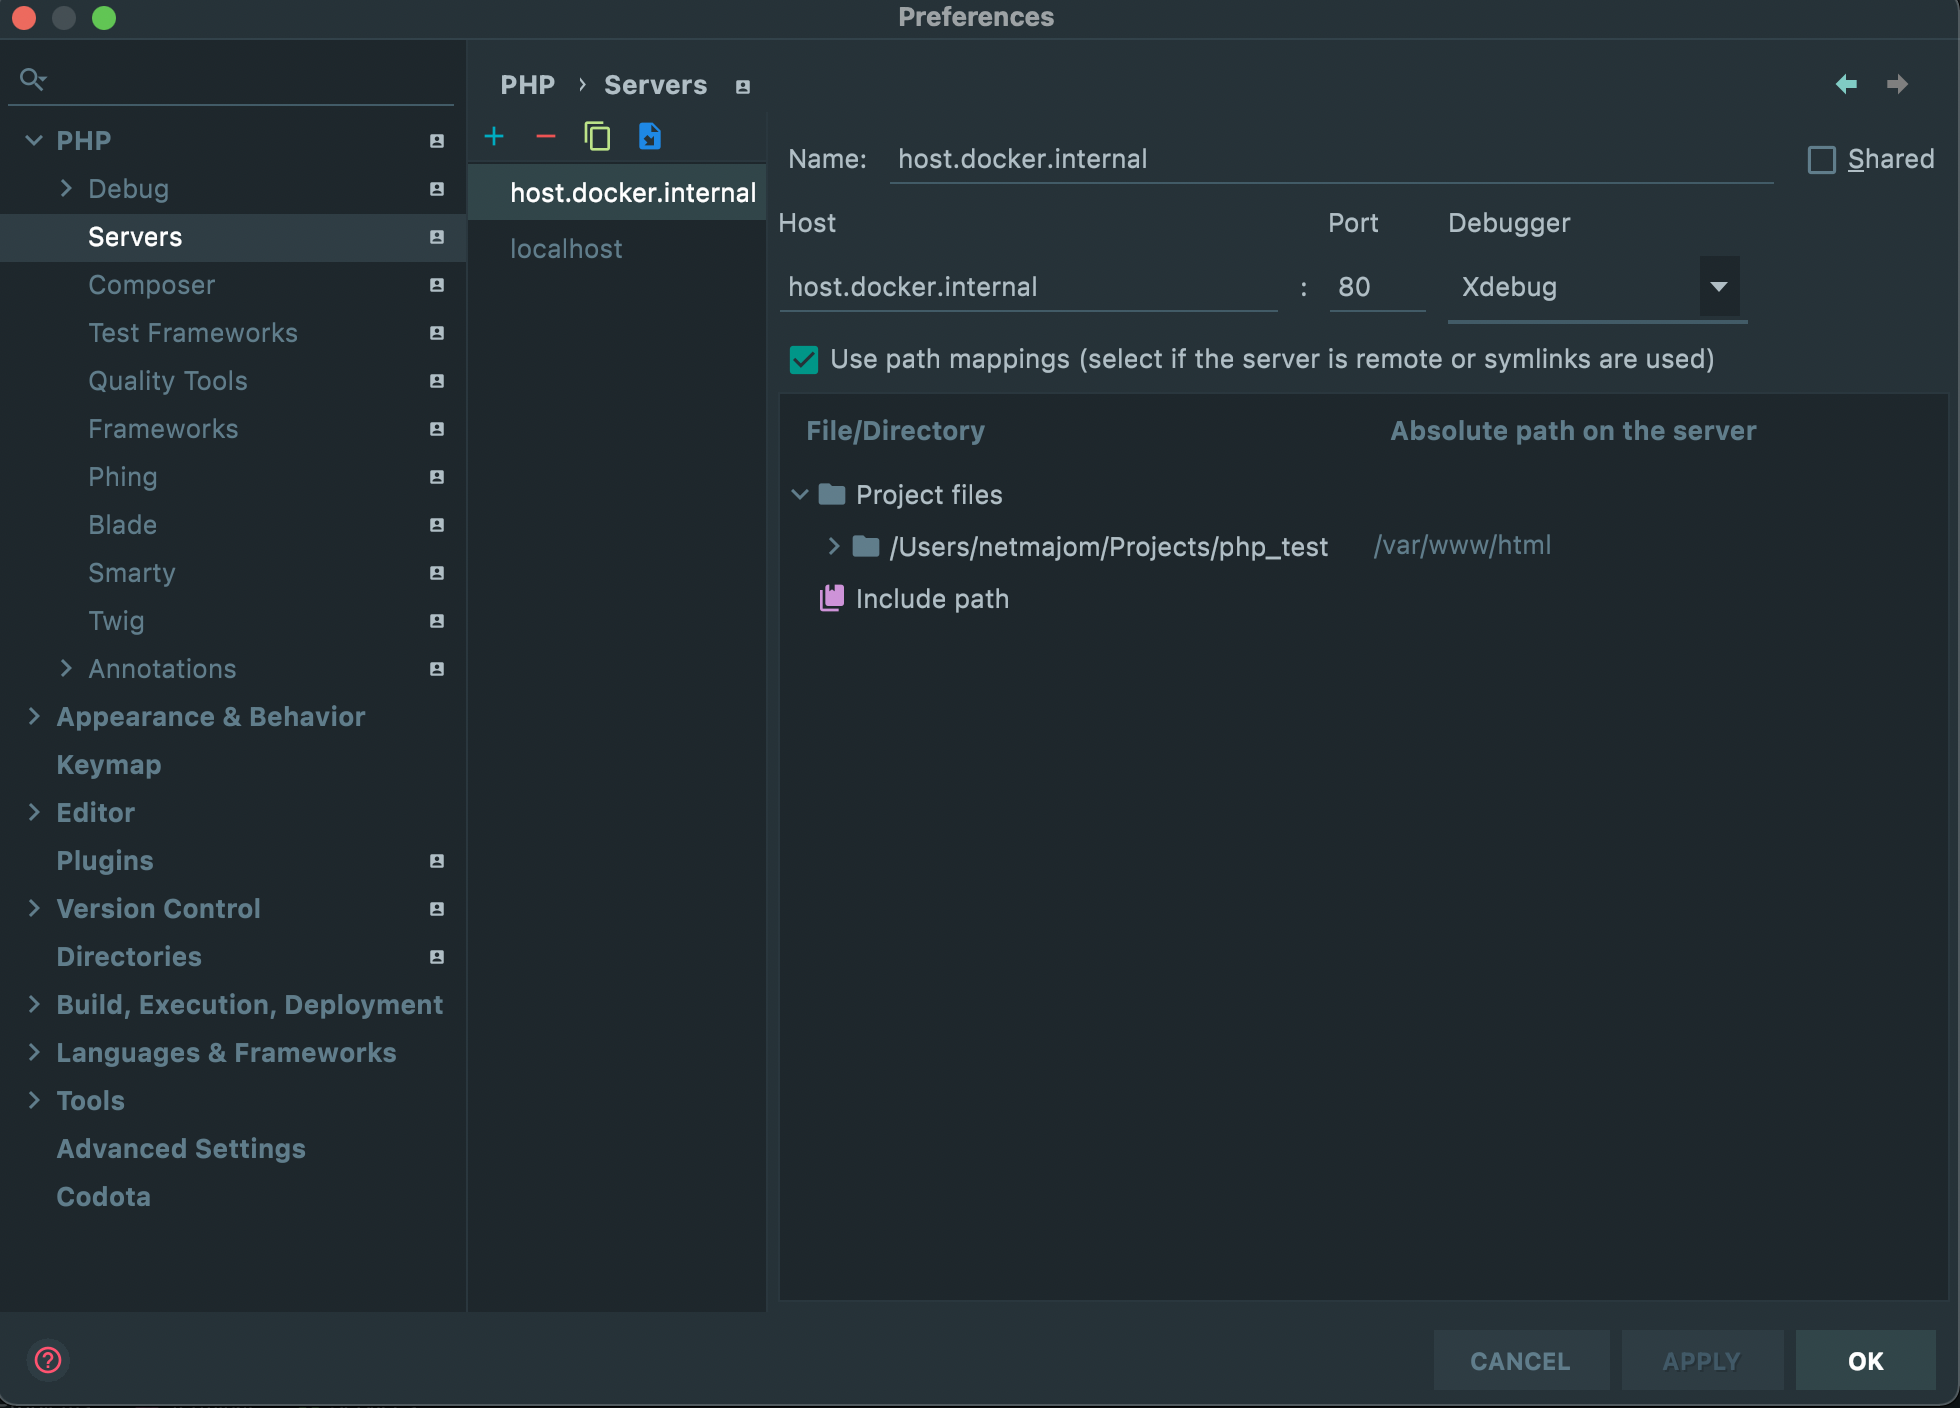 Preferences
PHP › Servers
PHP
Debug
Servers
Composer
Test Frameworks
Quality Tools
Frameworks
Phing
Blade
Smarty
Twig
Annotations
Appearance & Behavior
Keymap
Editor
Plugins
Version Control
Directories
Build, Execution, Deployment
Languages & Frameworks
Tools
Advanced Settings
Codota
host.docker.internal
localhost
Name: host.docker.internal
Shared
Host Port Debugger
host.docker.internal : 80 Xdebug
Use path mappings (select if the server is remote or symlinks are used)
File/Directory Absolute path on the server
Project files
/Users/netmajom/Projects/php_test /var/www/html
Include path
?
CANCEL APPLY OK